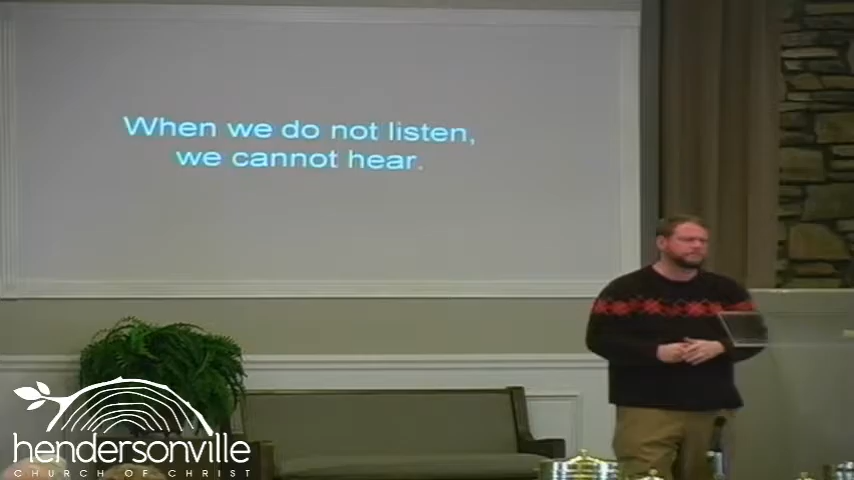 When we do not listen,
we cannot hear.
hendersonville
CHURCH OF CHRIST